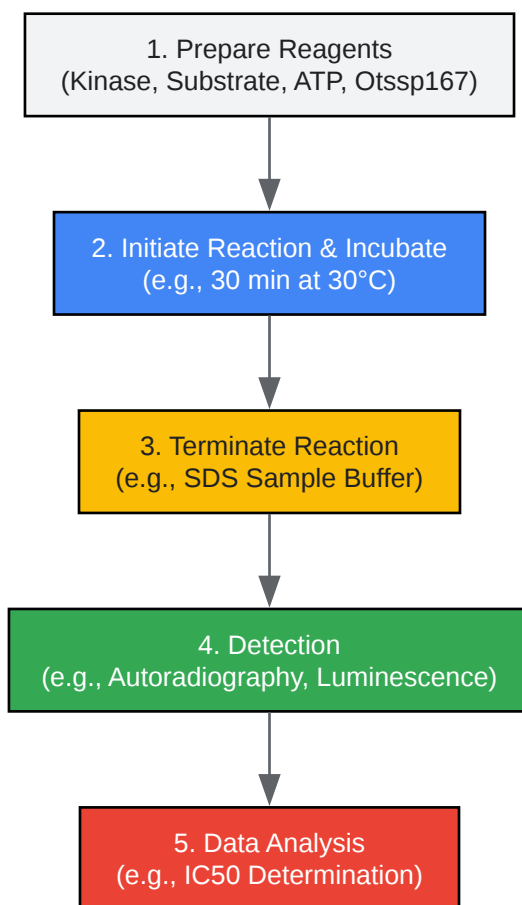 1. Prepare Reagents
(Kinase, Substrate, ATP, Otssp167)
2. Initiate Reaction & Incubate
(e.g., 30 min at 30°C)
3. Terminate Reaction
(e.g., SDS Sample Buffer)
4. Detection
(e.g., Autoradiography, Luminescence)
5. Data Analysis
(e.g., IC50 Determination)